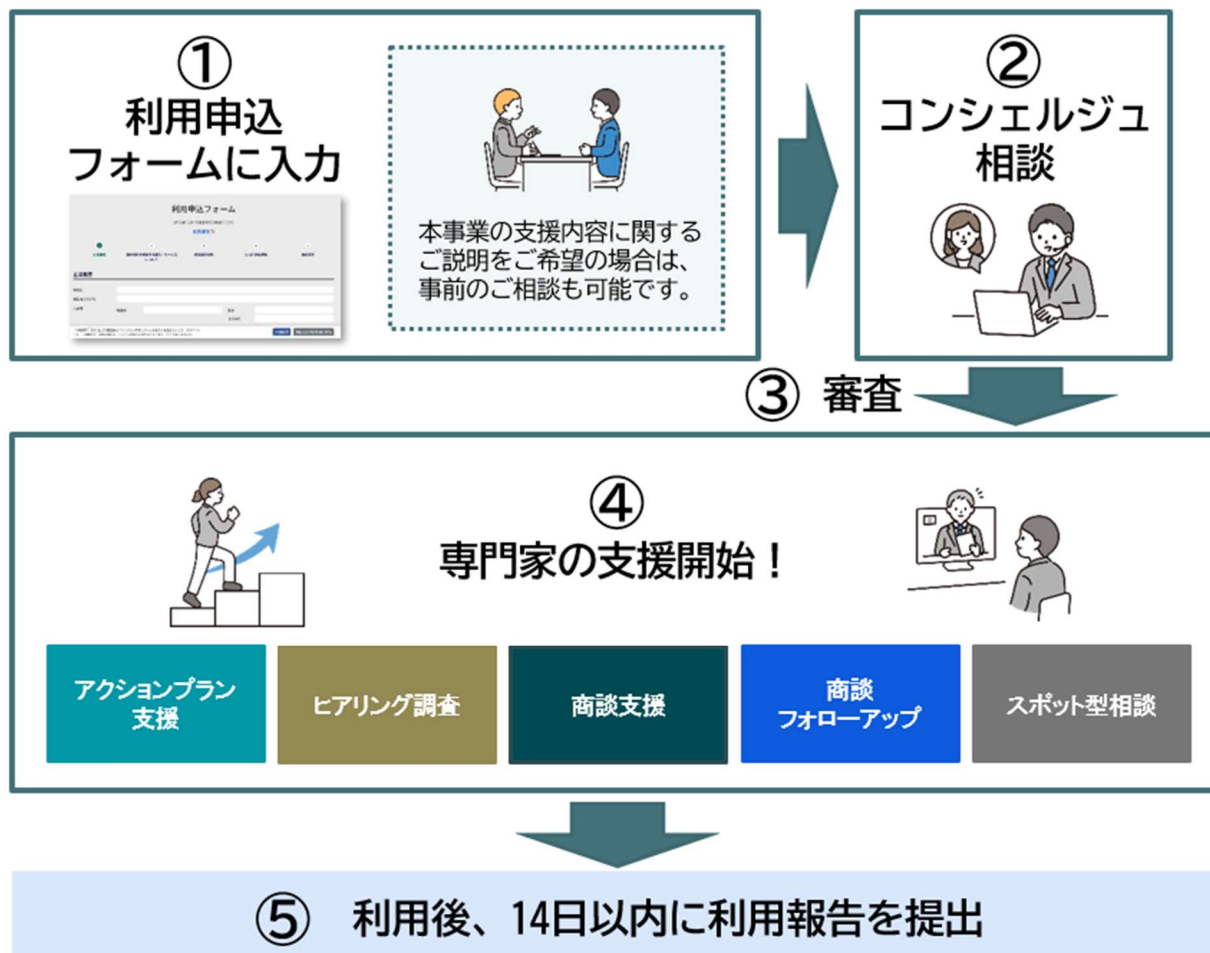 ①
利用申込
フォームに入力
利用申込フォーム
本事業の支援内容に関する
ご説明をご希望の場合は、
事前のご相談も可能です。
②
コンシェルジュ
相談
③ 審査
④
専門家の支援開始！
アクションプラン
支援
ヒアリング調査
商談支援
商談
フォローアップ
スポット型相談
⑤ 利用後、14日以内に利用報告を提出